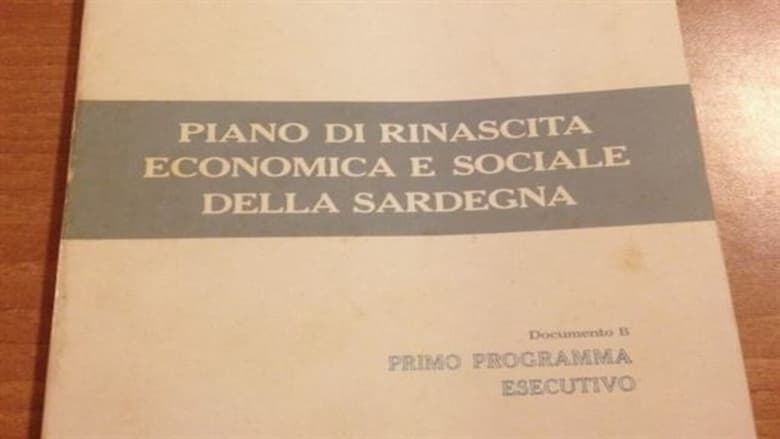 PIANO DI RINASCITA
ECONOMICA E SOCIALE
DELLA SARDEGNA
Documento B
PRIMO PROGRAMMA
ESECUTIVO